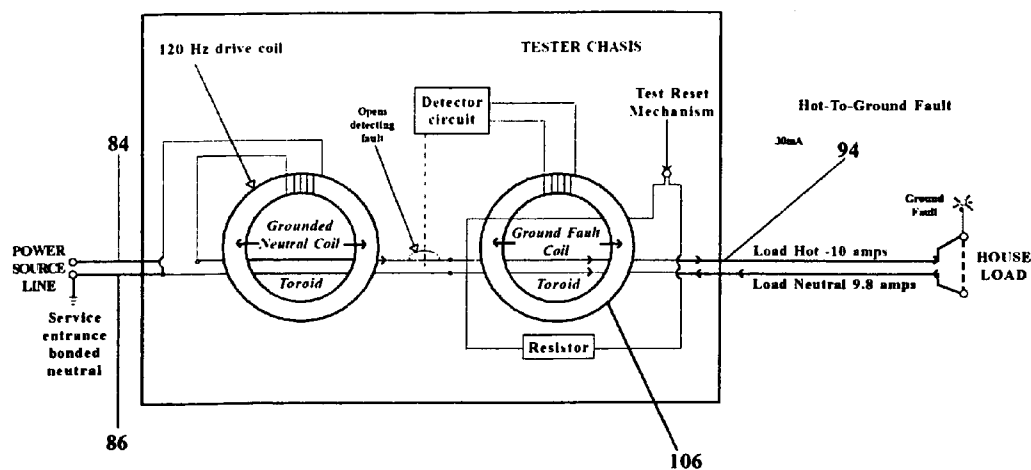 120 Hz drive coil
TESTER CHASIS
84
Opens
detecting
fault
Detector
circuit
Test Reset
Mechanism
Hot-To-Ground Fault
30mA
94
Grounded
Neutral Coil
Toroid
Ground Fault
Coil
Toroid
Ground
Fault
POWER
SOURCE
LINE
Load Hot -10 amps
Load Neutral 9.8 amps
HOUSE
LOAD
Service
entrance
bonded
neutral
Resistor
86
106